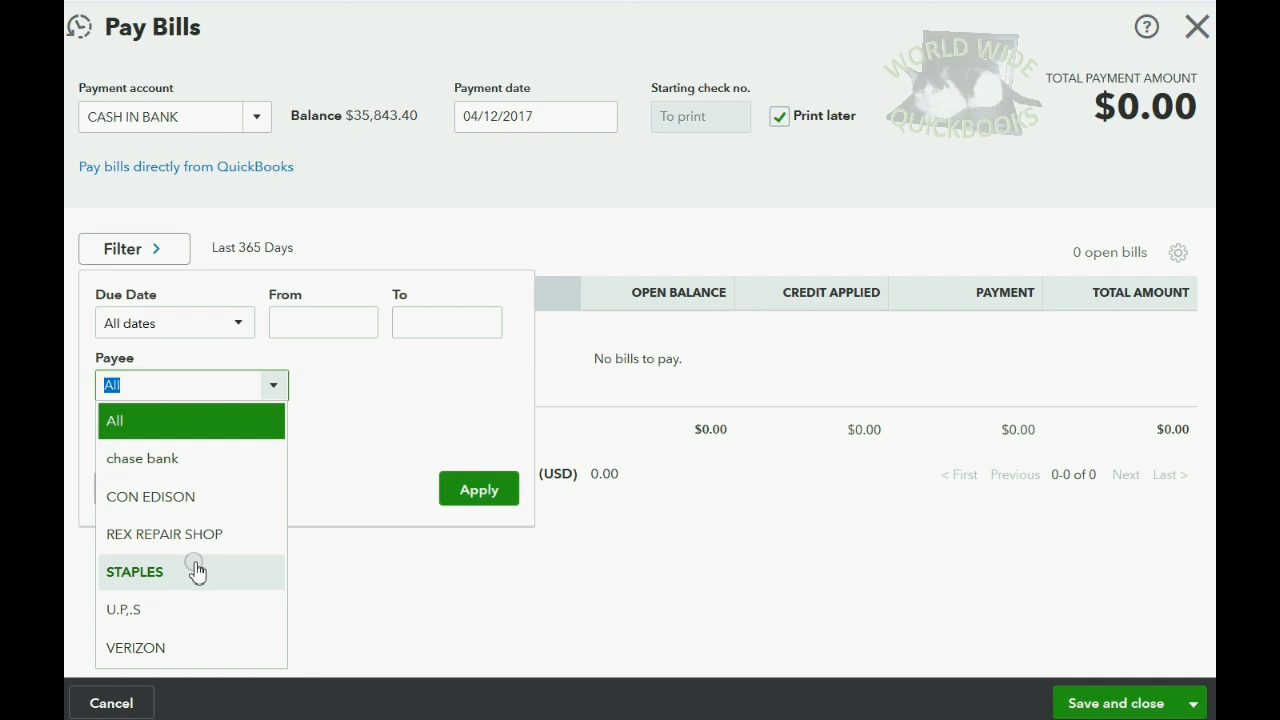 Pay Bills
?
WORLD WIDE
QUICKBOOKS
Payment account
Payment date
Starting check no.
TOTAL PAYMENT AMOUNT
CASH IN BANK
Balance $35,843.40
04/12/2017
To print
Print later
$0.00
Pay bills directly from QuickBooks
Filter >
Last 365 Days
0 open bills
Due Date
From
To
OPEN BALANCE
CREDIT APPLIED
PAYMENT
TOTAL AMOUNT
All dates
No bills to pay.
Payee
All
All
chase bank
CON EDISON
REX REPAIR SHOP
STAPLES
U.P,.S
VERIZON
$0.00
$0.00
$0.00
$0.00
Apply
(USD) 0.00
< First Previous 0-0 of 0 Next Last >
Cancel
Save and close